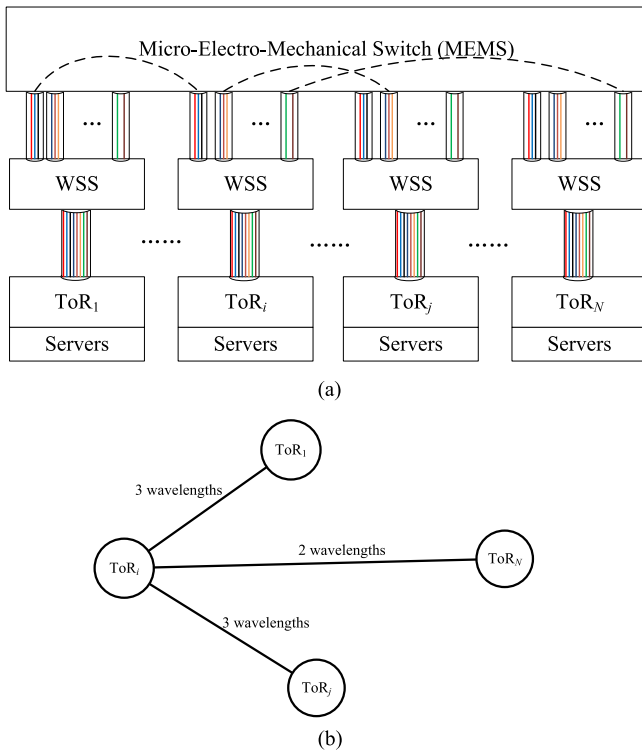 Micro-Electro-Mechanical Switch (MEMS)
... ... ... ...
WSS WSS WSS WSS
...... ...... ......
ToR1 ToRi ToRj ToRN
Servers Servers Servers Servers
(a)
ToR1
3 wavelengths
2 wavelengths
ToRN
ToRi
3 wavelengths
ToRj
(b)